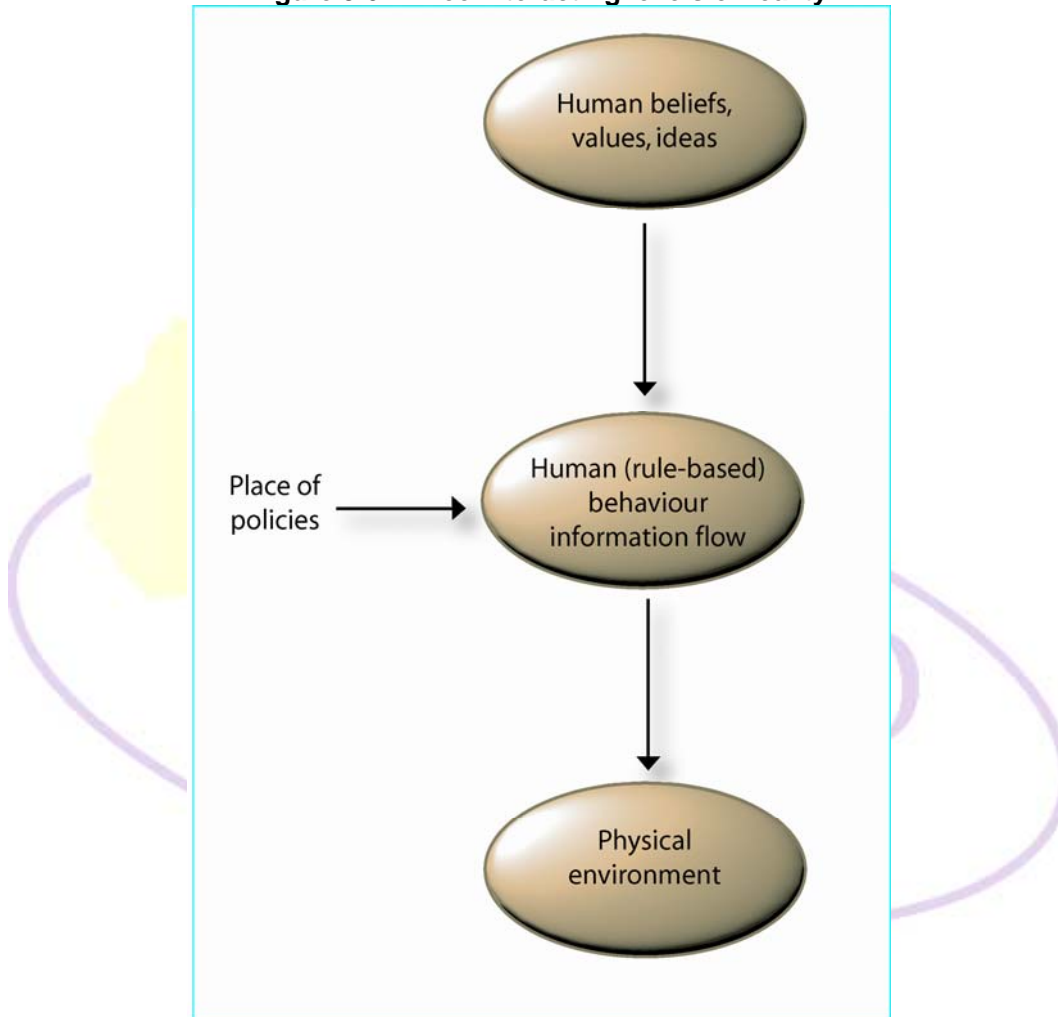 Human beliefs,
values, ideas
Human (rule-based)
behaviour
information flow
Place of
policies
Physical
environment